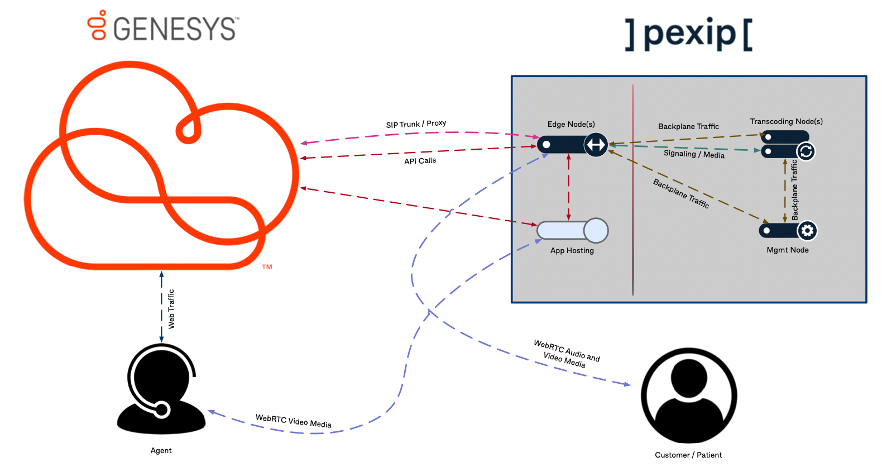 GENESYS™
] pexip [
Edge Node(s)
Transcoding Node(s)
SIP Trunk / Proxy
Backplane Traffic
API Calls
Signaling / Media
Backplane Traffic
Backplane Traffic
App Hosting
Mgmt Node
TM
Web Traffic
WebRTC Audio and
Video Media
WebRTC Video Media
Agent
Customer / Patient